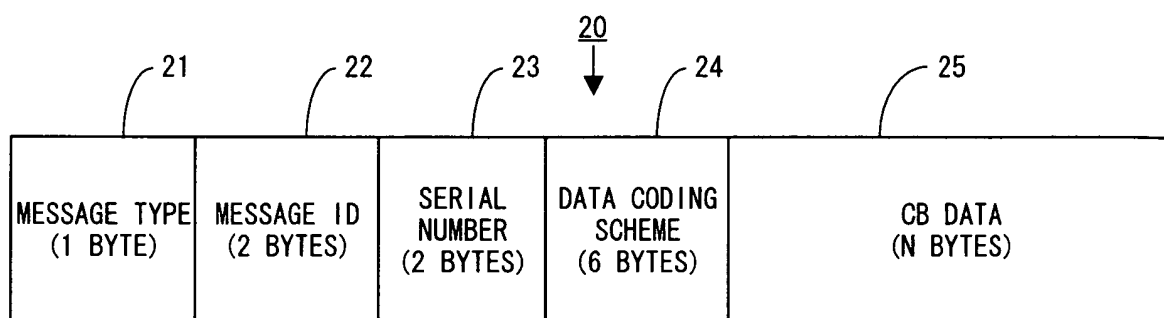 20
21
22
23
24
25
MESSAGE TYPE
(1 BYTE)
MESSAGE ID
(2 BYTES)
SERIAL
NUMBER
(2 BYTES)
DATA CODING
SCHEME
(6 BYTES)
CB DATA
(N BYTES)